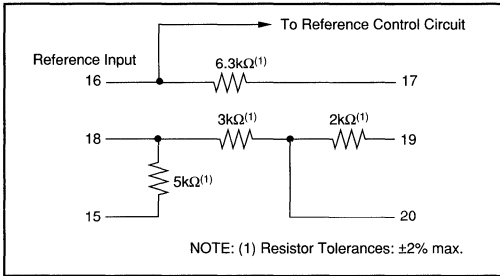 To Reference Control Circuit
Reference Input
6.3kΩ(1)
16
17
3kΩ(1)
2kΩ(1)
18
19
5kΩ(1)
15
20
NOTE: (1) Resistor Tolerances: ±2% max.